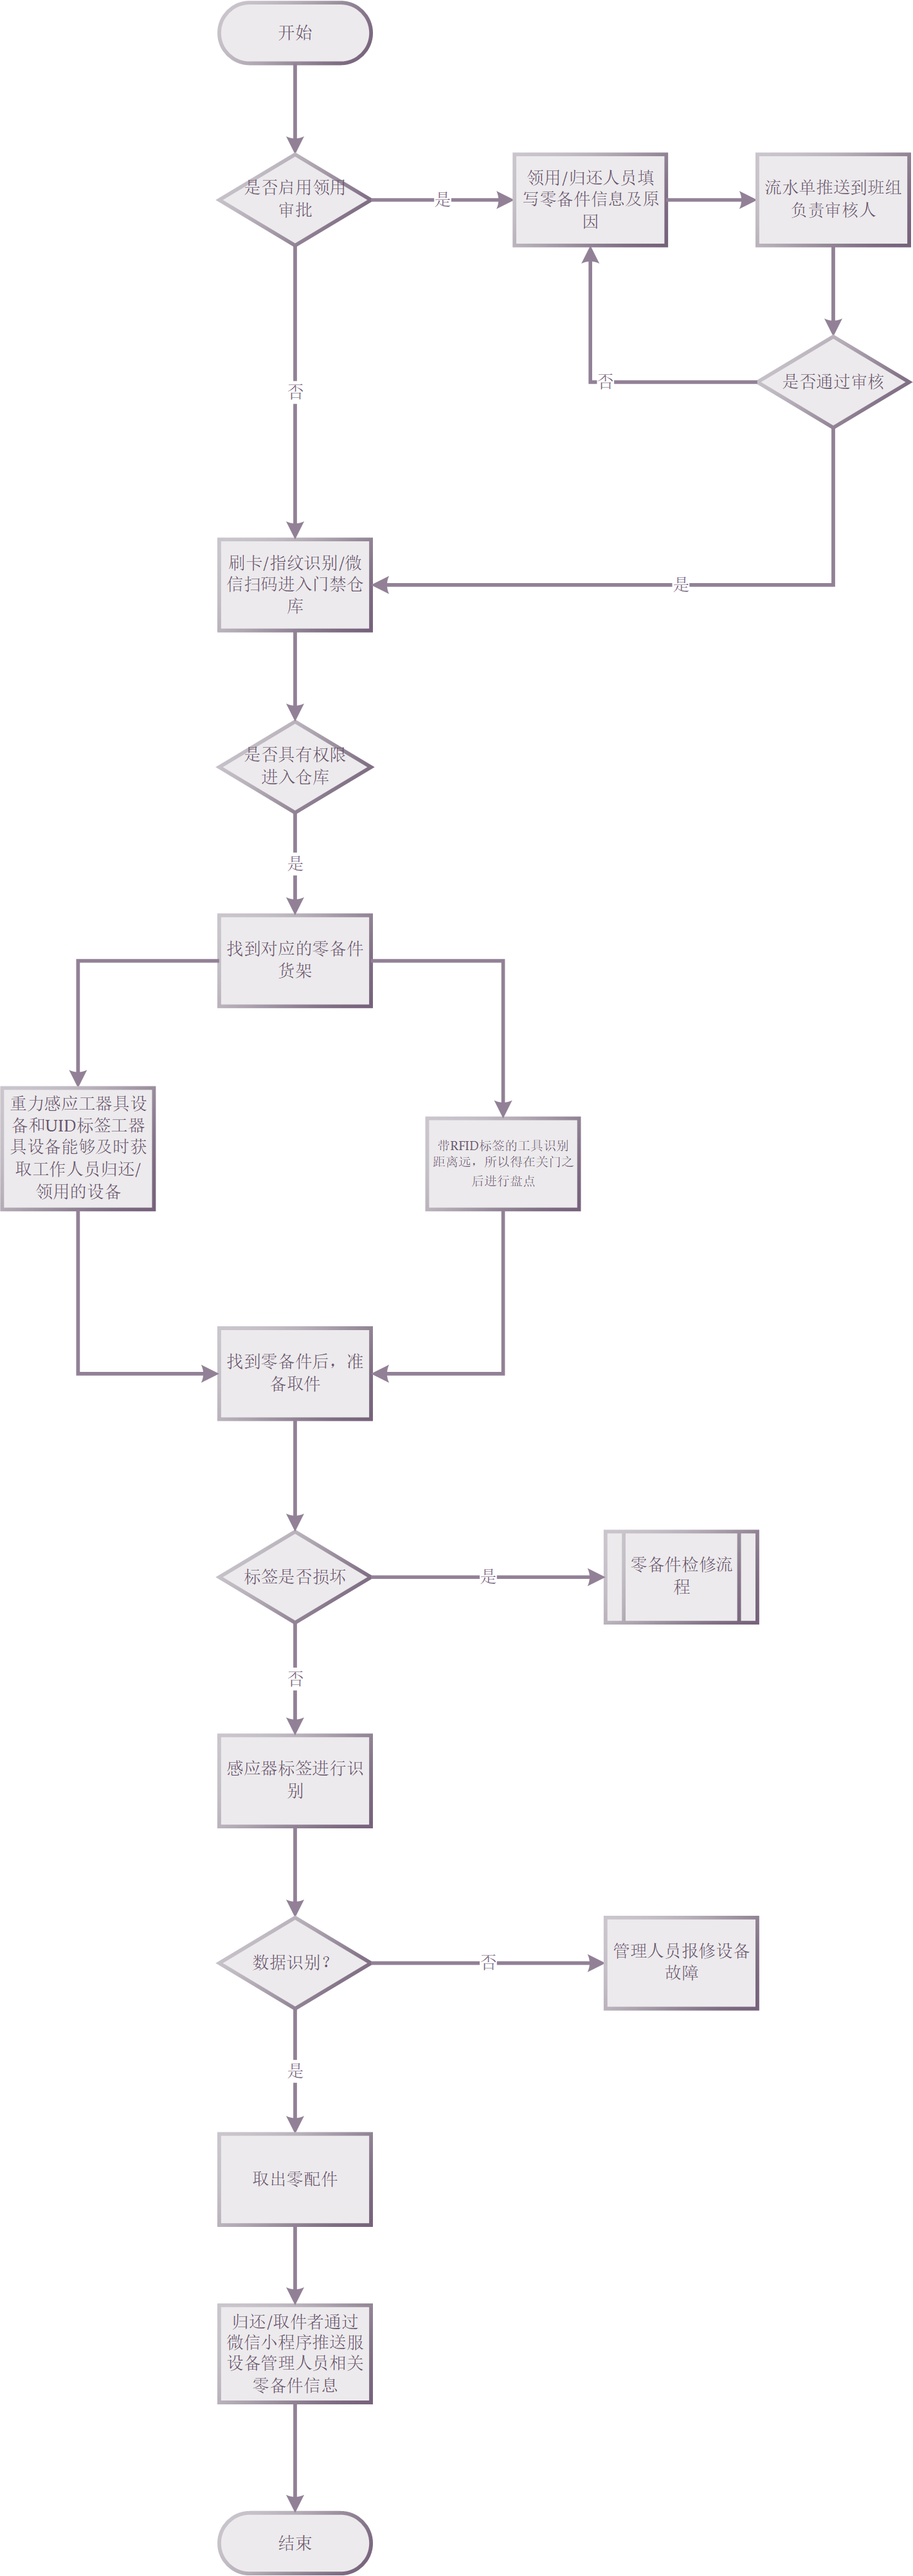 开始
是否启用领用
审批
是
领用/归还人员填
写零备件信息及原
因
流水单推送到班组
负责审核人
是否通过审核
否
否
刷卡/指纹识别/微
信扫码进入门禁仓
库
是
是否具有权限
进入仓库
是
找到对应的零备件
货架
重力感应工器具设
备和UID标签工器
具设备能够及时获
取工作人员归还/
领用的设备
带RFID标签的工具识别
距离远，所以得在关门之
后进行盘点
找到零备件后，准
备取件
标签是否损坏
是
零备件检修流
程
否
感应器标签进行识
别
数据识别？
否
管理人员报修设备
故障
是
取出零配件
归还/取件者通过
微信小程序推送服
设备管理人员相关
零备件信息
结束